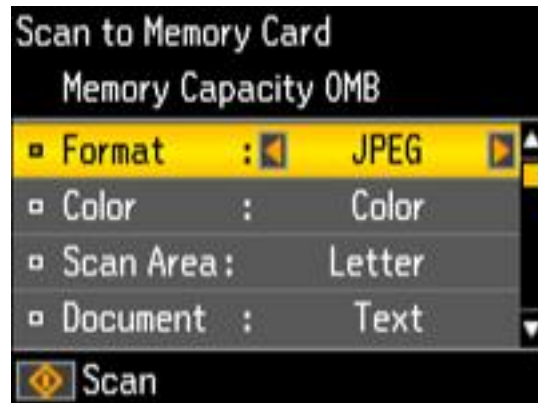 Scan to Memory Card
Memory Capacity 0MB
Format : JPEG
Color : Color
Scan Area: Letter
Document : Text
Scan